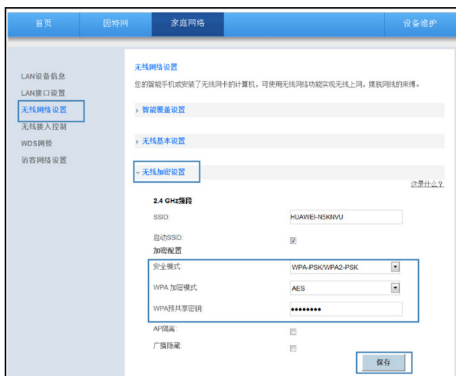 首页 因特网 家庭网络 设备维护
LAN设备信息
LAN接口设置
无线网络设置
无线接入控制
WDS网桥
访客网络设置
无线网络设置
您的智能手机或安装了无线网卡的计算机，可使用无线网络功能实现无线上网，摆脱网线的束缚。
智能覆盖设置
无线基本设置
无线加密设置
这是什么？
2.4 GHz频段
SSID: HUAWEI-N5KNVU
启动SSID:
加密配置
安全模式: WPA-PSK/WPA2-PSK
WPA 加密模式: AES
WPA预共享密钥: ••••••••
AP隔离:
广播隐藏
保存